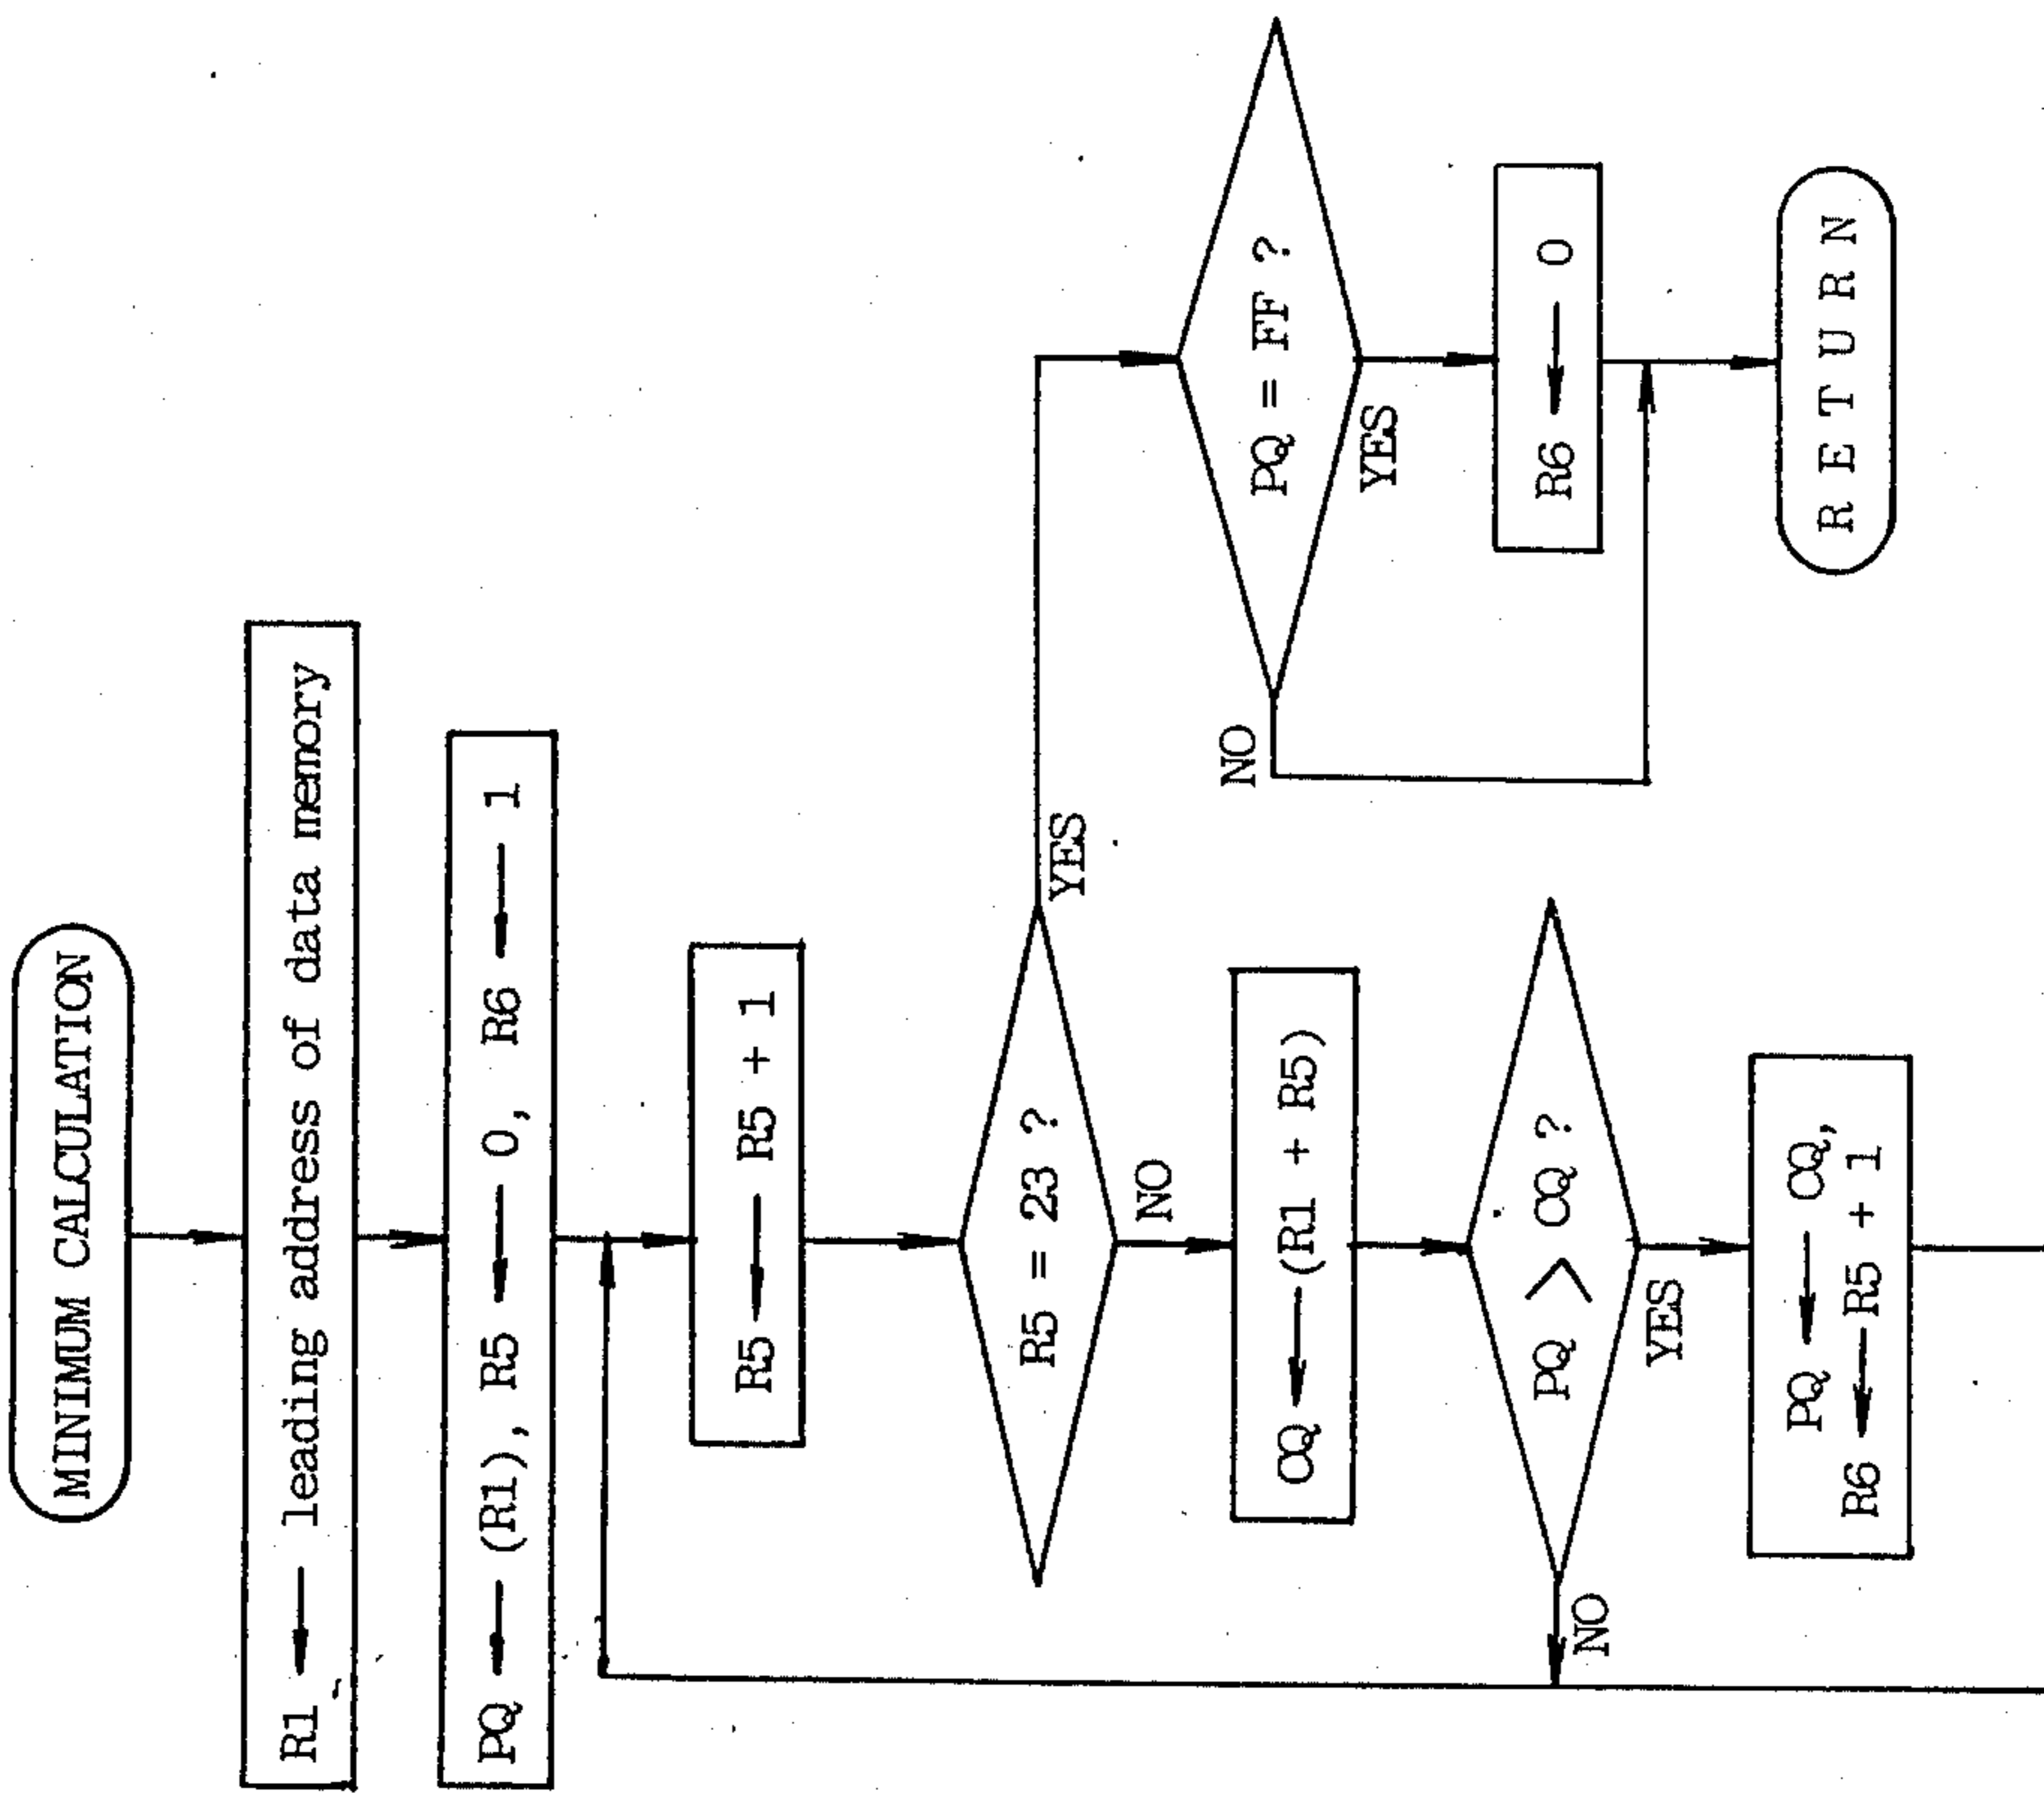 MINIMUM CALCULATION
R1 ← leading address of data memory
PQ ← (R1), R5 ← 0, R6 ← 1
R5 ← R5 + 1
R5 = 23 ?
YES
NO
CQ ← (R1 + R5)
PQ > CQ ?
NO
YES
PQ ← CQ,
R6 ← R5 + 1
PQ = FF ?
NO
YES
R6 ← 0
RETURN